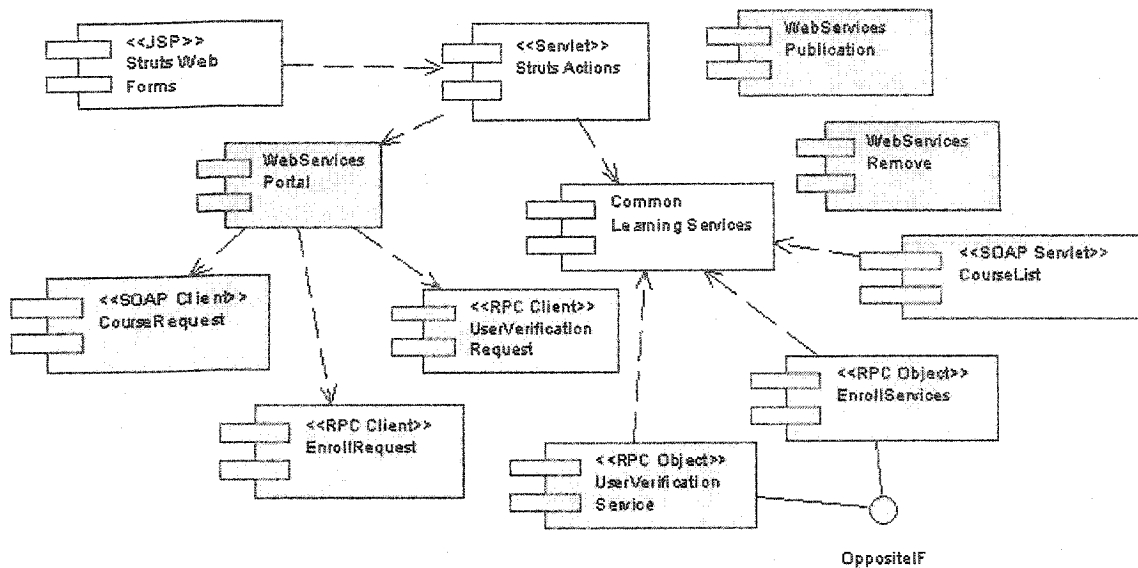 <<JSP>>
Struts Web
Forms
<<Servlet>>
Struts Actions
WebServices
Publication
WebServices
Portal
WebServices
Remove
Common
Learning Services
<<SOAP Servlet>>
CourseList
<<SOAP Client>>
CourseRequest
<<RPC Client>>
UserVerification
Request
<<RPC Object>>
EnrollServices
<<RPC Client>>
EnrollRequest
<<RPC Object>>
UserVerification
Service
OppositeIF